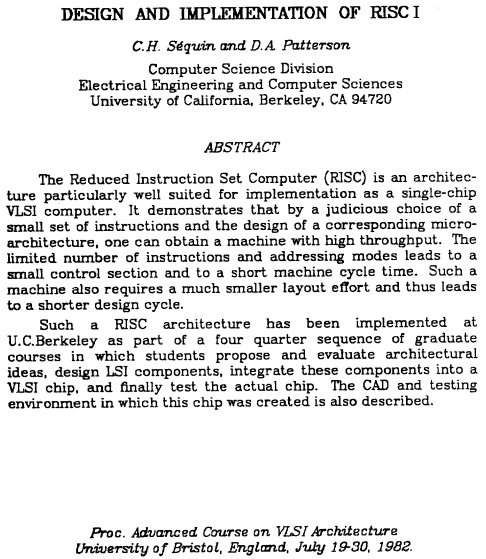 DESIGN AND IMPLEMENTATION OF RISC I
C.H. Séquin and D.A. Patterson
Computer Science Division
Electrical Engineering and Computer Sciences
University of California, Berkeley, CA 94720
ABSTRACT
The Reduced Instruction Set Computer (RISC) is an architec-
ture particularly well suited for implementation as a single-chip
VLSI computer. It demonstrates that by a judicious choice of a
small set of instructions and the design of a corresponding micro-
architecture, one can obtain a machine with high throughput. The
limited number of instructions and addressing modes leads to a
small control section and to a short machine cycle time. Such a
machine also requires a much smaller layout effort and thus leads
to a shorter design cycle.
Such a RISC architecture has been implemented at
U.C.Berkeley as part of a four quarter sequence of graduate
courses in which students propose and evaluate architectural
ideas, design LSI components, integrate these components into a
VLSI chip, and finally test the actual chip. The CAD and testing
environment in which this chip was created is also described.
Proc. Advanced Course on VLSI Architecture
University of Bristol, England, July 19-30, 1982.